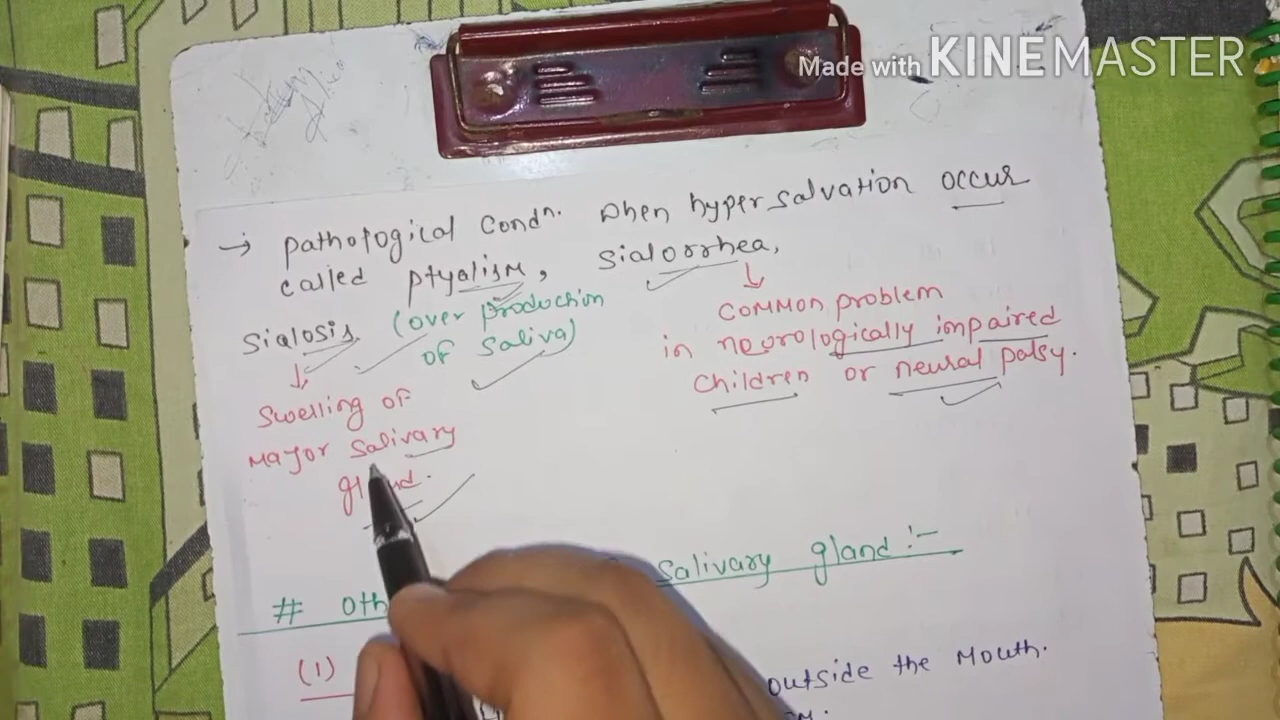 Made with KINEMASTER
→ pathological condn. when hypersalvation occur
called ptyalism, sialorrhea,
sialosis (over production
of saliva)
↓
swelling of
major salivary
gland.
↓
common problem
in neurologically impaired
children or neural palsy.
# Oth salivary gland :-
(1) outside the mouth.